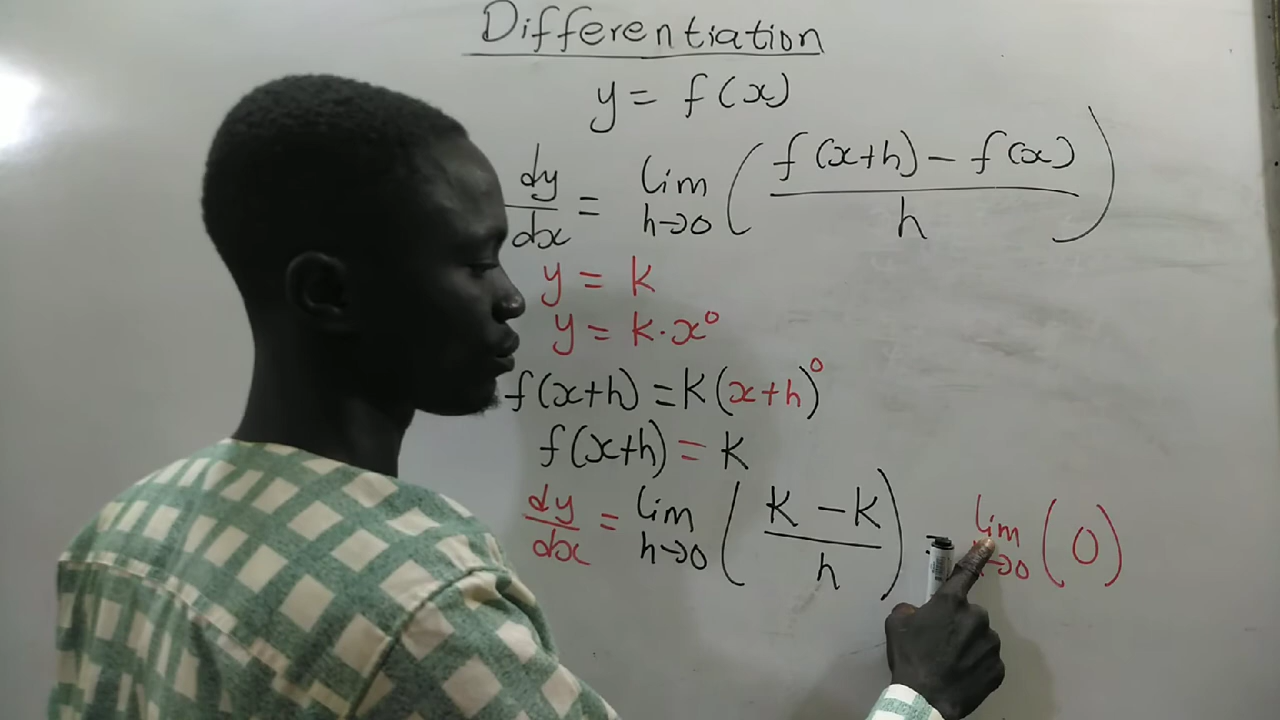 Differentiation
y = f(x)
dy/dx = lim h→0 ( f(x+h) − f(x) / h )
y = k
y = k·x⁰
f(x+h) = k(x+h)⁰
f(x+h) = k
dy/dx = lim h→0 ( k − k / h ) = lim →0 ( 0 )